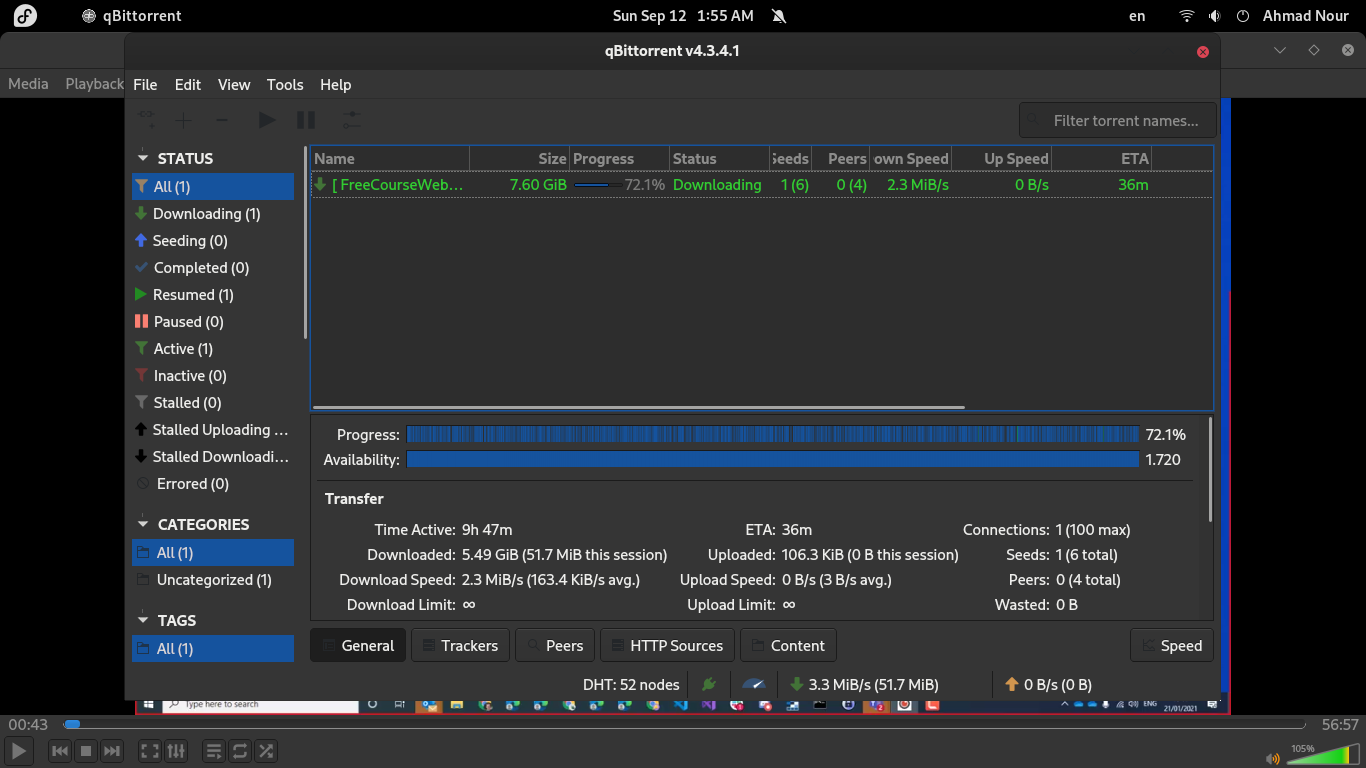 qBittorrent Sun Sep 12 1:55 AM en Ahmad Nour
qBittorrent v4.3.4.1
Media Playback
File Edit View Tools Help
Filter torrent names...
STATUS
All (1)
Downloading (1)
Seeding (0)
Completed (0)
Resumed (1)
Paused (0)
Active (1)
Inactive (0)
Stalled (0)
Stalled Uploading ...
Stalled Downloadi...
Errored (0)
CATEGORIES
All (1)
Uncategorized (1)
TAGS
All (1)
Name Size Progress Status Seeds Peers own Speed Up Speed ETA
[ FreeCourseWeb... 7.60 GiB 72.1% Downloading 1 (6) 0 (4) 2.3 MiB/s 0 B/s 36m
Progress: 72.1%
Availability: 1.720
Transfer
Time Active: 9h 47m ETA: 36m Connections: 1 (100 max)
Downloaded: 5.49 GiB (51.7 MiB this session) Uploaded: 106.3 KiB (0 B this session) Seeds: 1 (6 total)
Download Speed: 2.3 MiB/s (163.4 KiB/s avg.) Upload Speed: 0 B/s (3 B/s avg.) Peers: 0 (4 total)
Download Limit: ∞ Upload Limit: ∞ Wasted: 0 B
General Trackers Peers HTTP Sources Content Speed
DHT: 52 nodes 3.3 MiB/s (51.7 MiB) 0 B/s (0 B)
Type here to search ENG 21/01/2021
00:43 56:57
105%